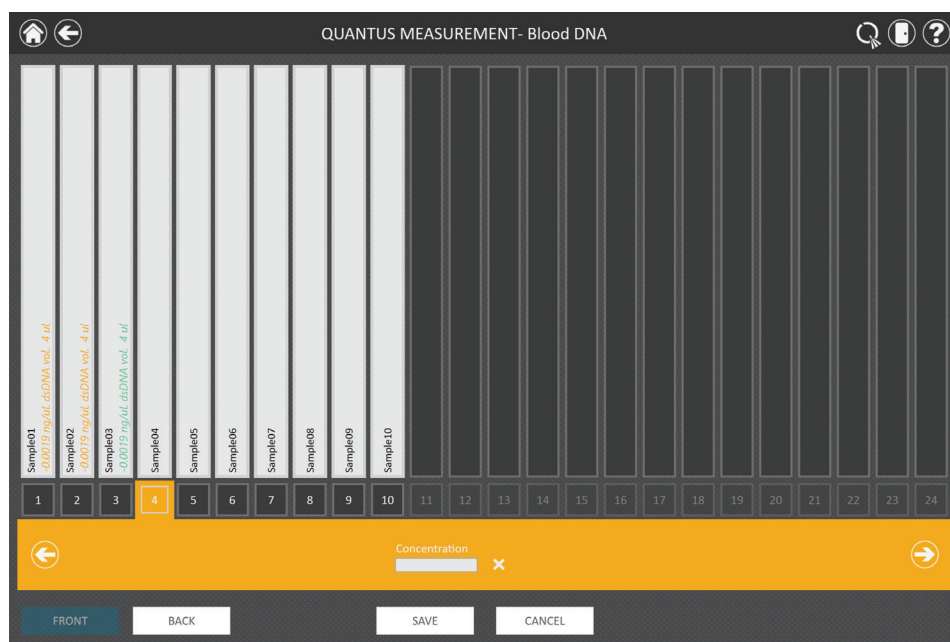 QUANTUS MEASUREMENT- Blood DNA
?
Sample01
-0.0019 ng/uL dsDNA vol. 4 ul
Sample02
-0.0019 ng/uL dsDNA vol. 4 ul
Sample03
-0.0019 ng/uL dsDNA vol. 4 ul
Sample04
Sample05
Sample06
Sample07
Sample08
Sample09
Sample10
1 2 3 4 5 6 7 8 9 10 11 12 13 14 15 16 17 18 19 20 21 22 23 24
Concentration
FRONT BACK SAVE CANCEL